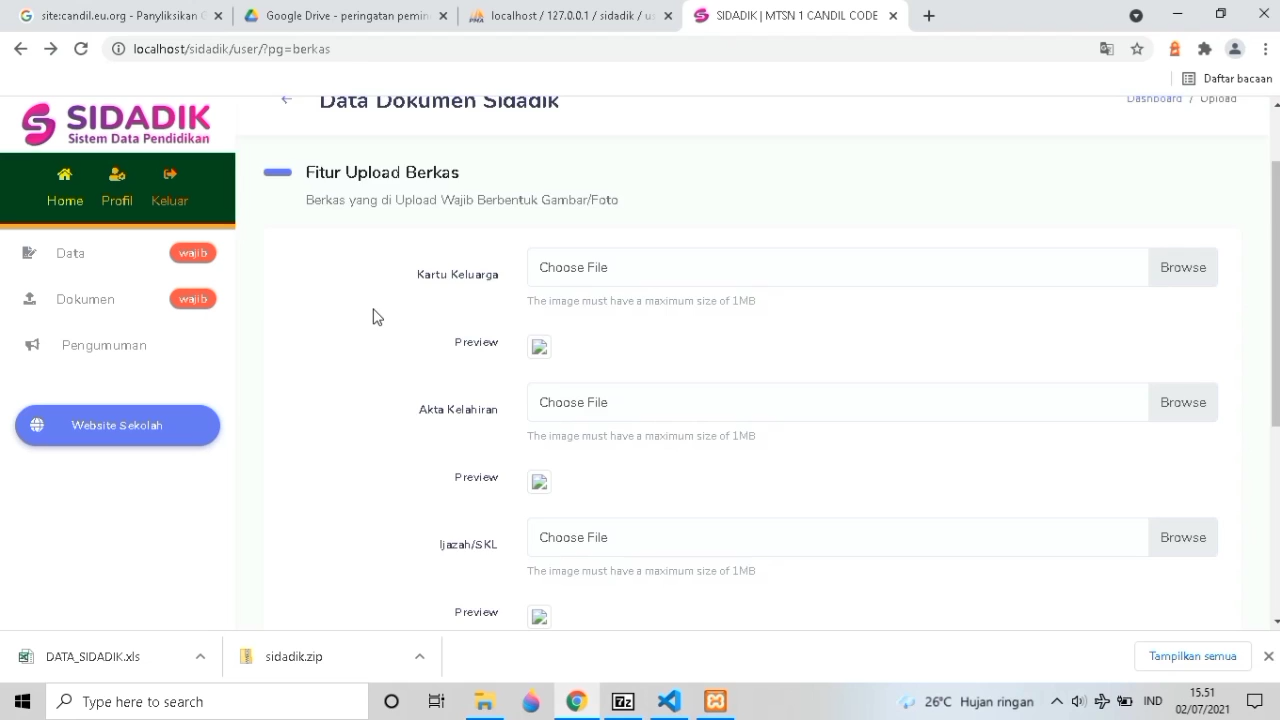 sitecandil.eu.org - Panyliksikan G
Google Drive - peringatan pemin
localhost / 127.0.0.1 / sidadik / u
SIDADIK | MTSN 1 CANDIL CODE
localhost/sidadik/user/?pg=berkas
Daftar bacaan
SIDADIK
Sistem Data Pendidikan
Home Profil Keluar
Data wajib
Dokumen wajib
Pengumuman
Website Sekolah
Data Dokumen Sidadik
Dashboard / Upload
Fitur Upload Berkas
Berkas yang di Upload Wajib Berbentuk Gambar/Foto
Kartu Keluarga Choose File Browse
The image must have a maximum size of 1MB
Preview
Akta Kelahiran Choose File Browse
The image must have a maximum size of 1MB
Preview
Ijazah/SKL Choose File Browse
The image must have a maximum size of 1MB
Preview
DATA_SIDADIK.xls
sidadik.zip
Tampilkan semua
Type here to search
7z
26°C Hujan ringan
IND
15.51
02/07/2021